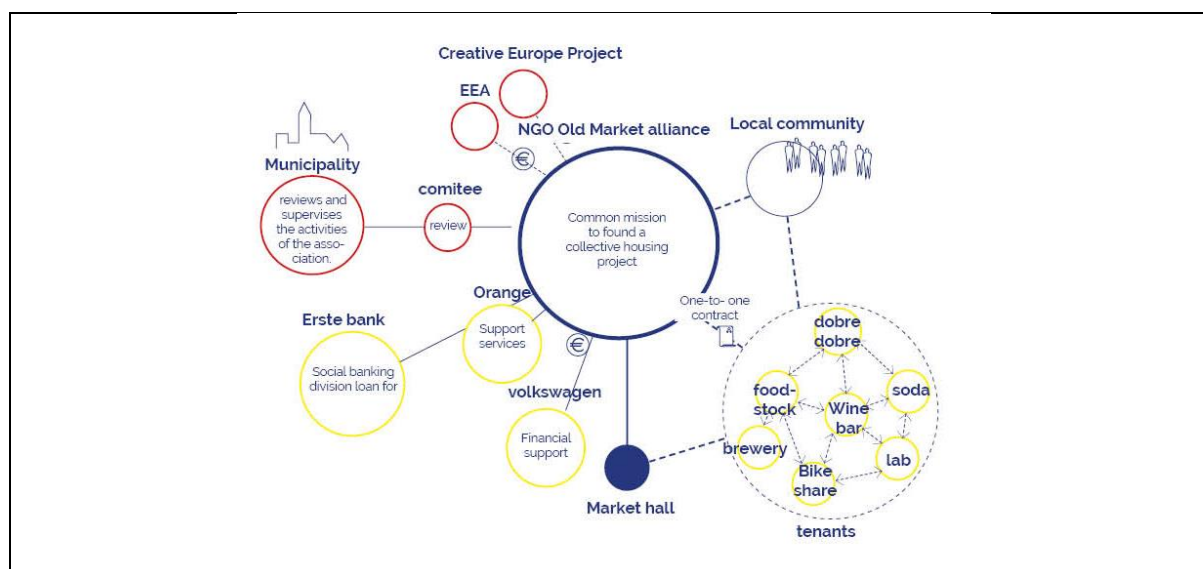 Creative Europe Project
EEA
NGO Old Market alliance
Local community
Municipality
reviews and
supervises
the activities
of the asso-
ciation.
comitee
review
Common mission
to found a
collective housing
project
Orange
Support
services
Erste bank
Social banking
division loan for
€
€
volkswagen
Financial
support
Market hall
One-to- one
contract
dobre
dobre
food-
stock
soda
Wine
bar
brewery
lab
Bike
share
tenants